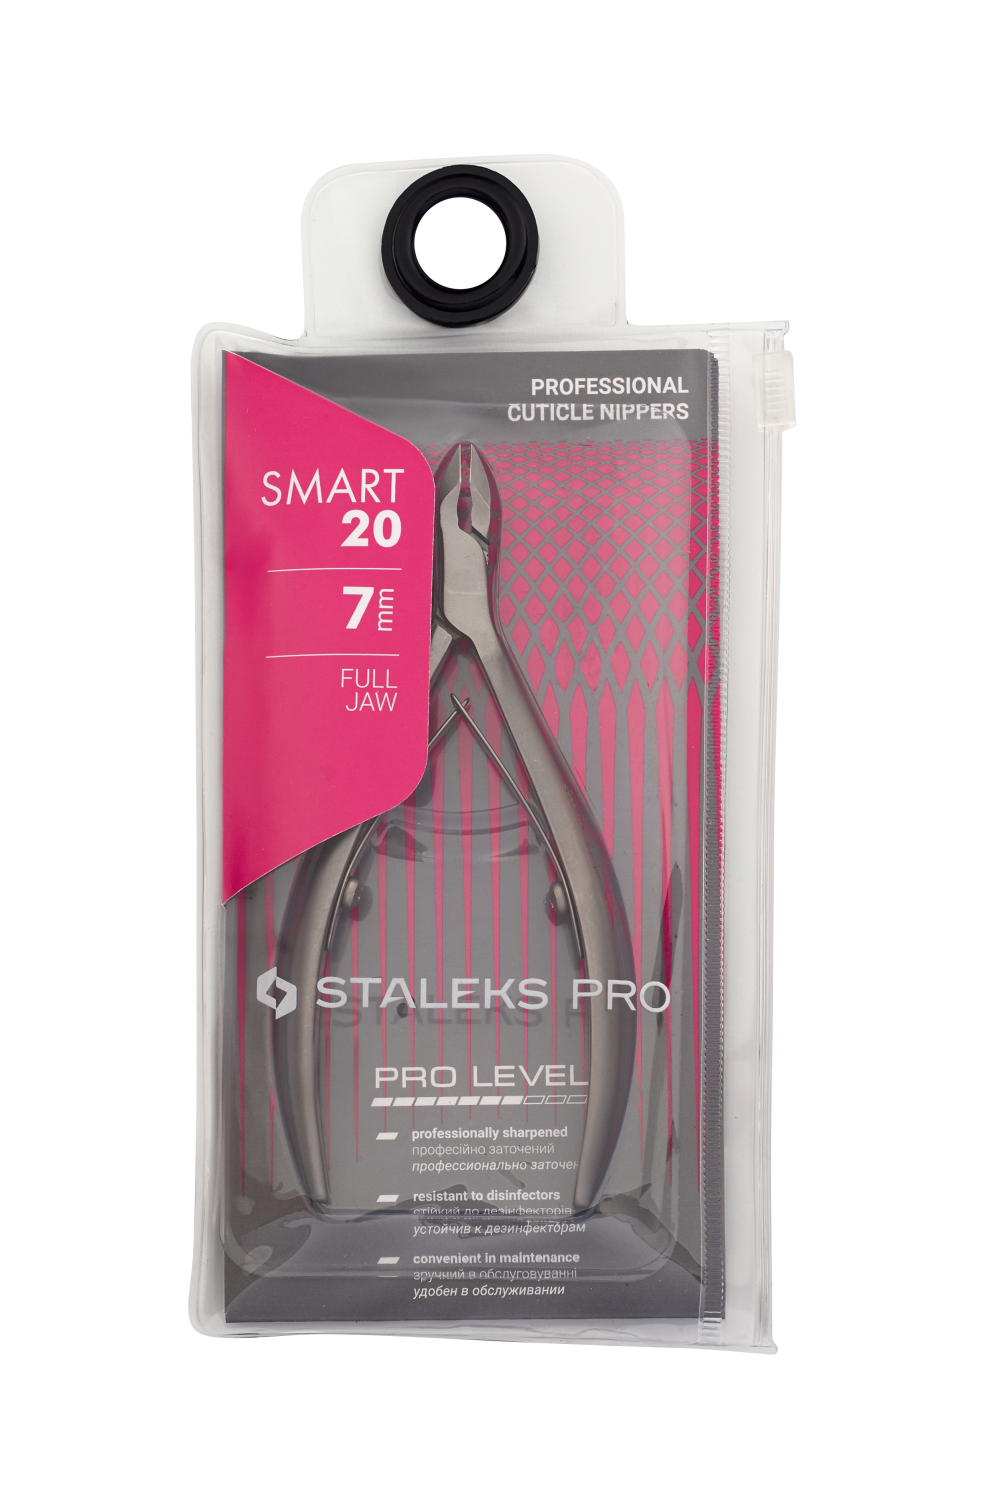 PROFESSIONAL
CUTICLE NIPPERS
SMART
20
7 mm
FULL
JAW
STALEKS PRO
PRO LEVEL
professionally sharpened
професійно заточений
профессионально заточен
resistant to disinfectors
стійкий до дезінфекторів
устойчив к дезинфекторам
convenient in maintenance
зручний в обслуговуванні
удобен в обслуживании